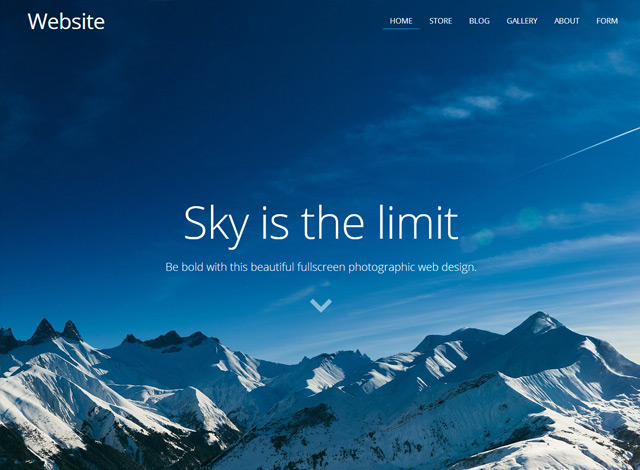 Website
HOME STORE BLOG GALLERY ABOUT FORM
Sky is the limit
Be bold with this beautiful fullscreen photographic web design.